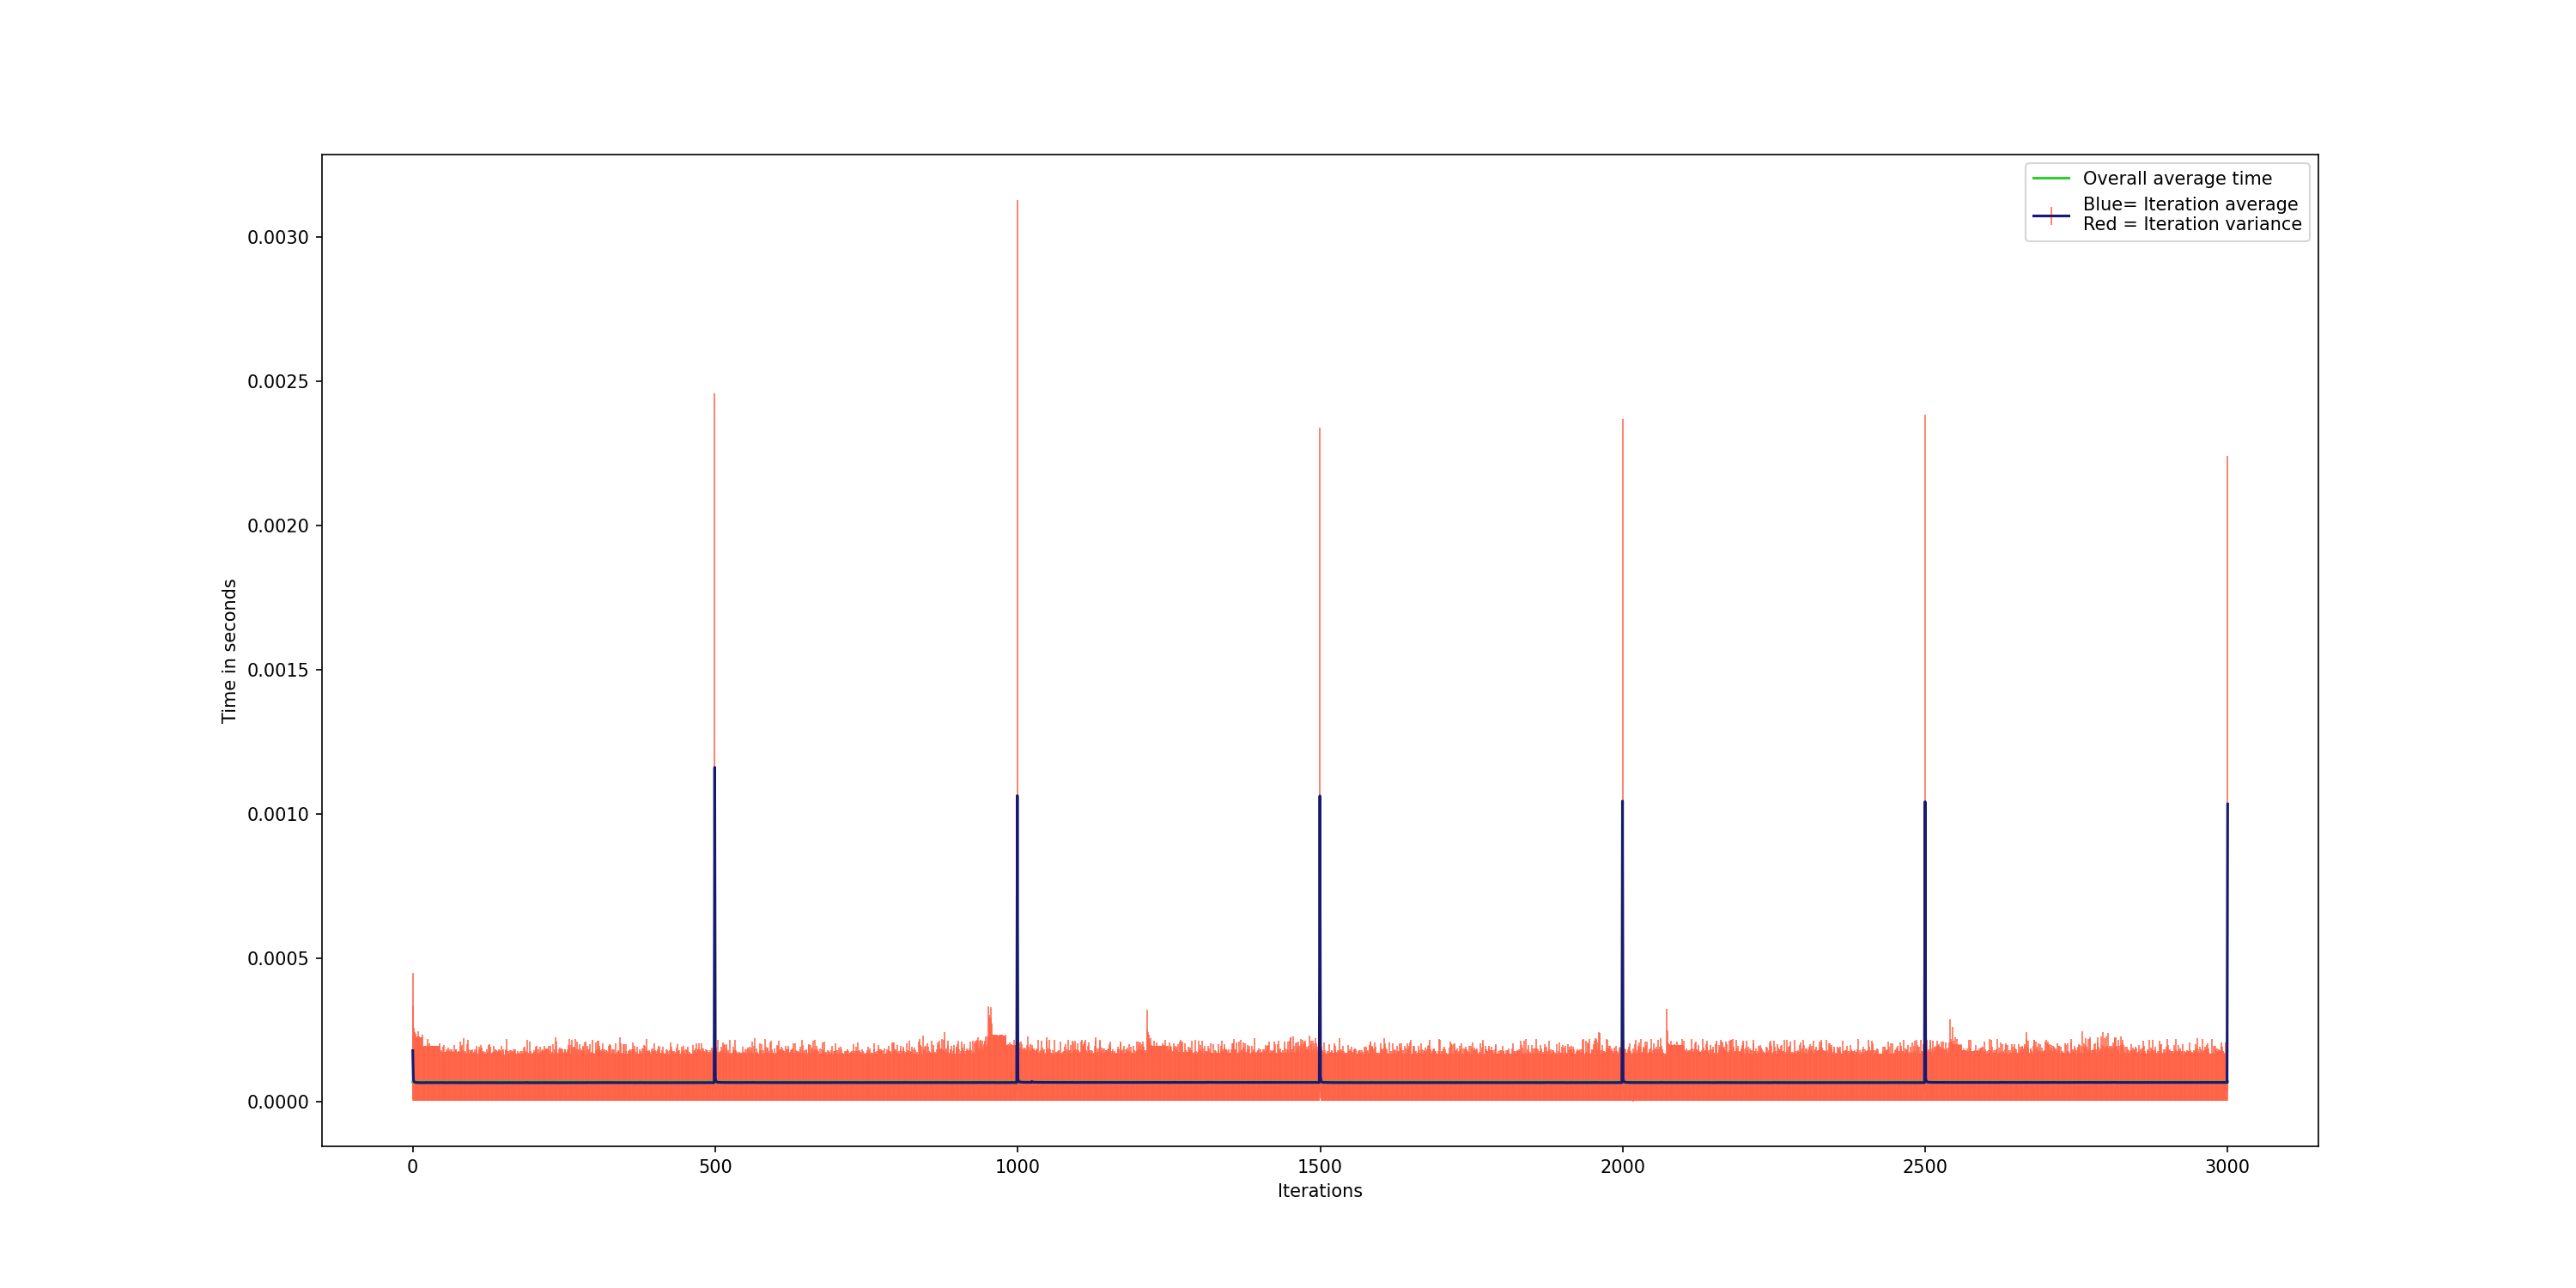 Overall average time
Blue= Iteration average
Red = Iteration variance
0.0030
0.0025
0.0020
0.0015
0.0010
0.0005
0.0000
Time in seconds
0 500 1000 1500 2000 2500 3000
Iterations